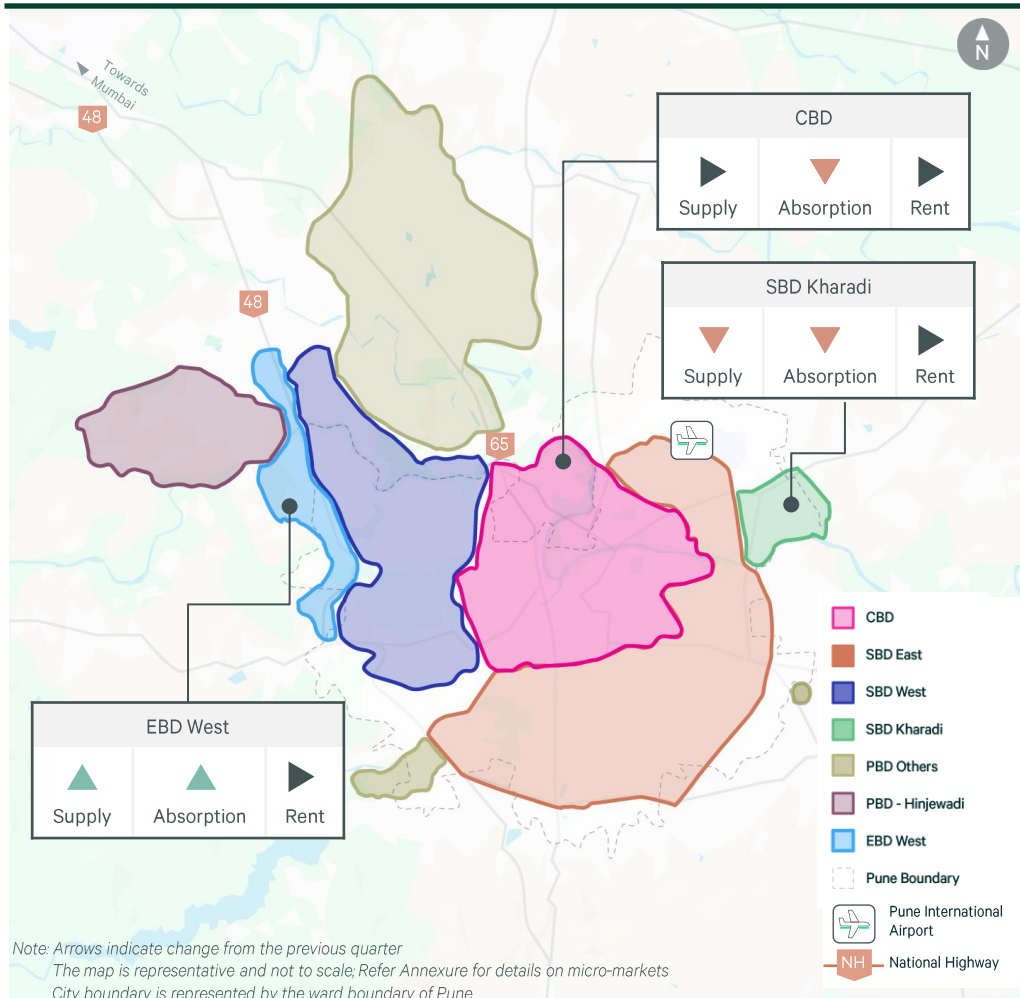 N
Towards
Mumbai
48
CBD
Supply
Absorption
Rent
SBD Kharadi
Supply
Absorption
Rent
48
65
EBD West
Supply
Absorption
Rent
CBD
SBD East
SBD West
SBD Kharadi
PBD Others
PBD - Hinjewadi
EBD West
Pune Boundary
Pune International
Airport
NH
National Highway
Note: Arrows indicate change from the previous quarter
The map is representative and not to scale; Refer Annexure for details on micro-markets
City boundary is represented by the ward boundary of Pune